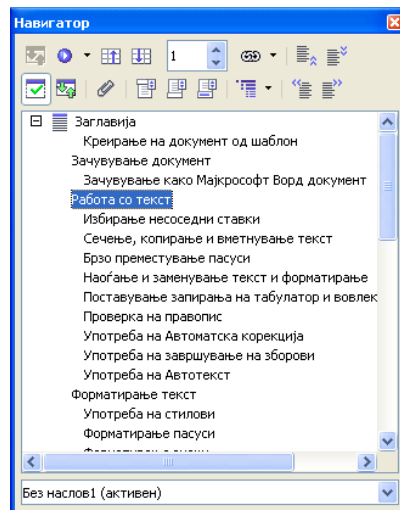 Навигатор
1
Заглавија
Креирање на документ од шаблон
Зачувување документ
Зачувување како Мајкрософт Ворд документ
Работа со текст
Избирање несоседни ставки
Сечење, копирање и вметнување текст
Брзо преместување пасуси
Наоѓање и заменување текст и форматирање
Поставување запирања на табулатор и вовлек
Проверка на правопис
Употреба на Автоматска корекција
Употреба на завршување на зборови
Употреба на Автотекст
Форматирање текст
Употреба на стилови
Форматирање пасуси
Без наслов1 (активен)